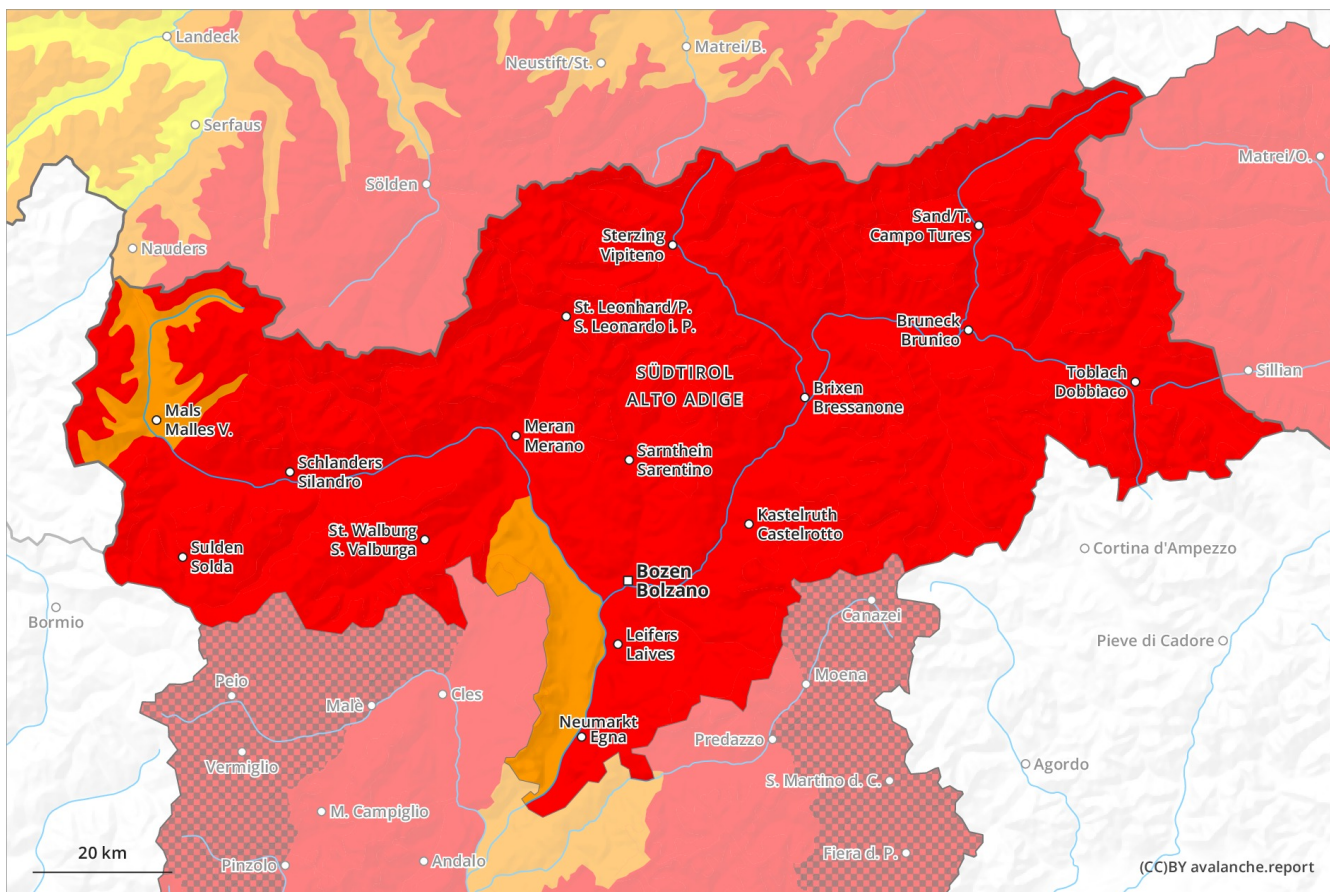 Landeck
Matrei/B.
Neustift/St.
Serfaus
Matrei/O.
Sölden
Sand/T.
Campo Tures
Sterzing
Vipiteno
Nauders
St. Leonhard/P.
S. Leonardo i. P.
Bruneck
Brunico
SÜDTIROL
ALTO ADIGE
Toblach
Dobbiaco
Sillian
Brixen
Bressanone
Mals
Malles V.
Meran
Merano
Sarnthein
Sarentino
Schlanders
Silandro
Kastelruth
Castelrotto
St. Walburg
S. Valburga
Sulden
Solda
Cortina d'Ampezzo
Bozen
Bolzano
Bormio
Canazei
Leifers
Laives
Pieve di Cadore
Peio
Malè
Cles
Moena
Neumarkt
Egna
Predazzo
Vermiglio
Agordo
S. Martino d. C.
M. Campiglio
20 km
Pinzolo
Andalo
Fiera d. P.
(CC)BY avalanche.report